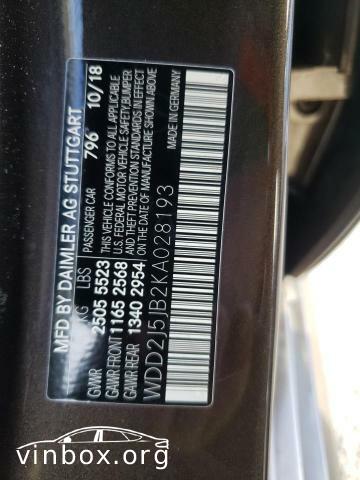 MFD BY DAIMLER AG STUTTGART
KG LBS PASSENGER CAR 796 10/18
GVWR 2505 5523
GAWR FRONT 1165 2568
GAWR REAR 1340 2954
THIS VEHICLE CONFORMS TO ALL APPLICABLE
U.S. FEDERAL MOTOR VEHICLE SAFETY, BUMPER
AND THEFT PREVENTION STANDARDS IN EFFECT
ON THE DATE OF MANUFACTURE SHOWN ABOVE
WDD2J5JB2KA028193
MADE IN GERMANY
vinbox.org